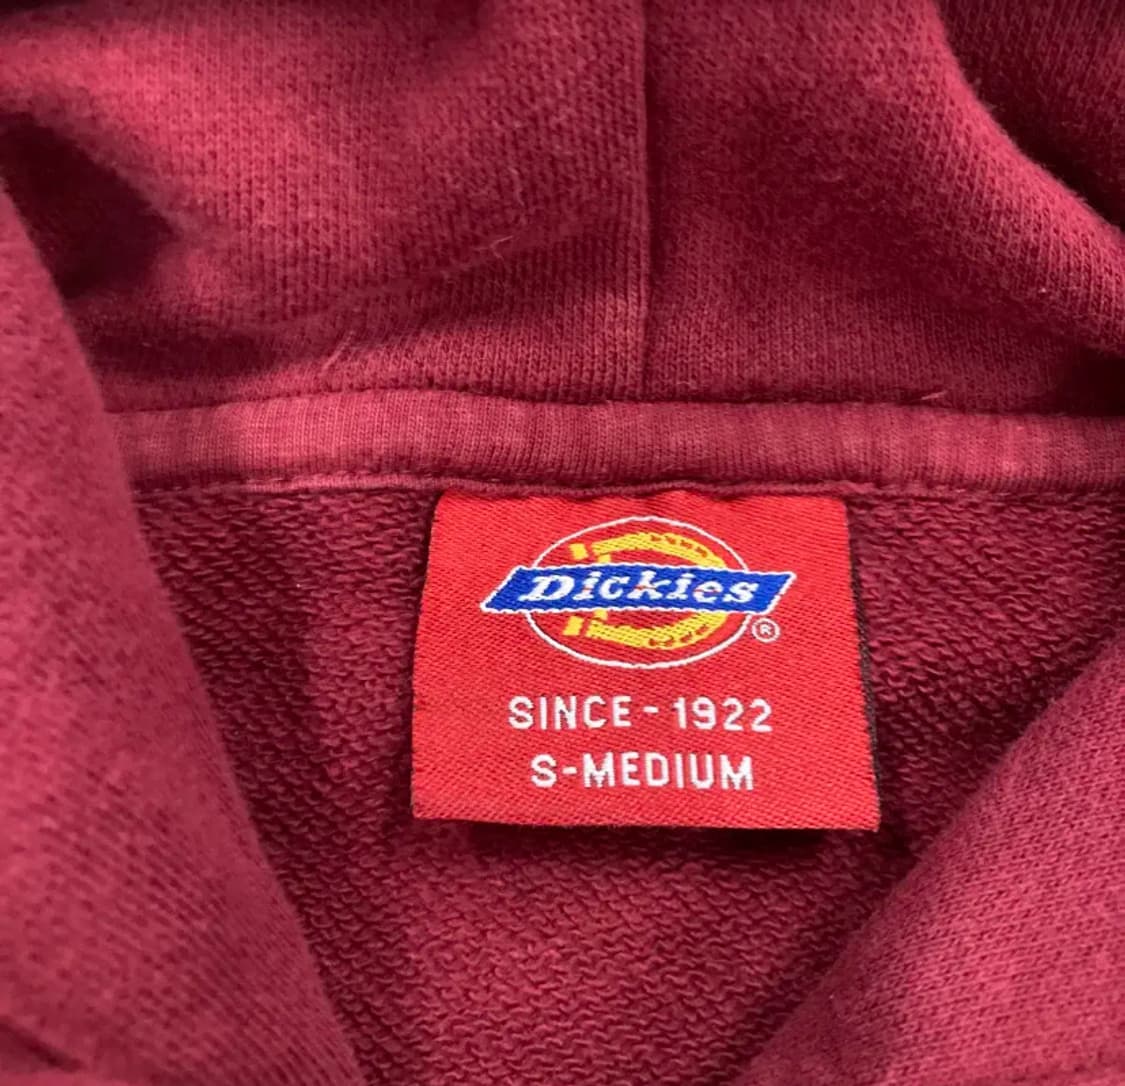 Dickies
®
SINCE - 1922
S-MEDIUM